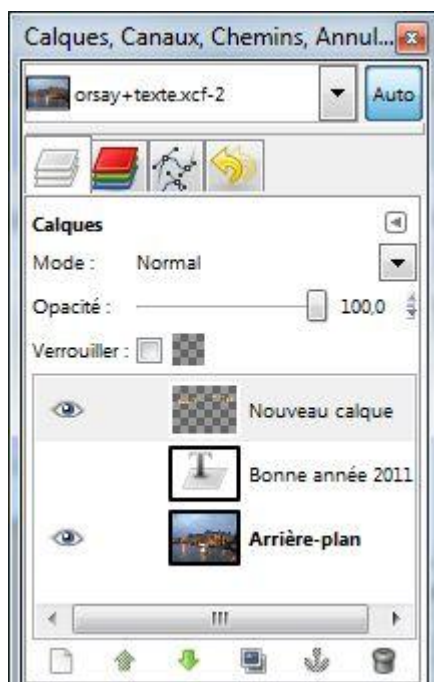 Calques, Canaux, Chemins, Annul...
orsay+texte.xcf-2
Auto
Calques
Mode : Normal
Opacité : 100,0
Verrouiller :
Nouveau calque
Bonne année 2011
Arrière-plan